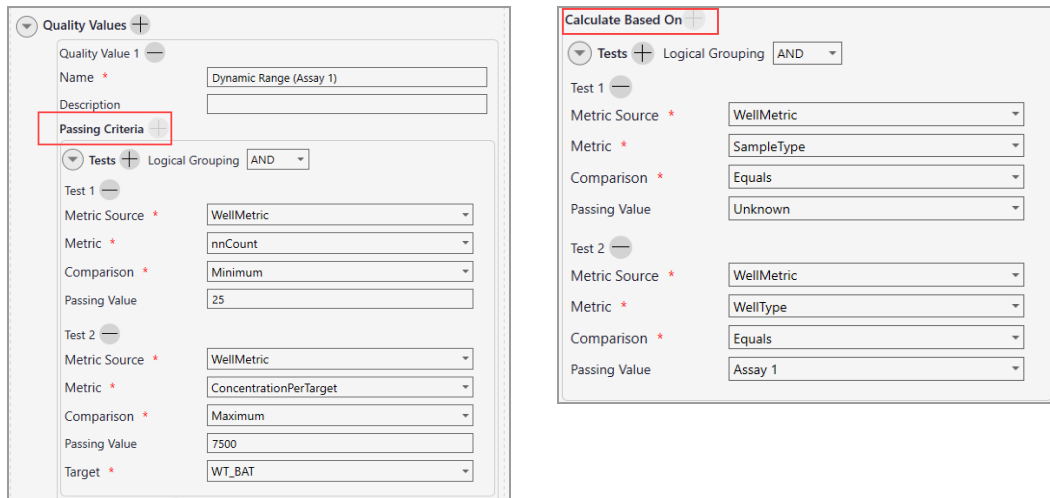 Quality Values
Quality Value 1
Name * Dynamic Range (Assay 1)
Description
Passing Criteria
Tests Logical Grouping AND
Test 1
Metric Source * WellMetric
Metric * nnCount
Comparison * Minimum
Passing Value 25
Test 2
Metric Source * WellMetric
Metric * ConcentrationPerTarget
Comparison * Maximum
Passing Value 7500
Target * WT_BAT
Calculate Based On
Tests Logical Grouping AND
Test 1
Metric Source * WellMetric
Metric * SampleType
Comparison * Equals
Passing Value Unknown
Test 2
Metric Source * WellMetric
Metric * WellType
Comparison * Equals
Passing Value Assay 1